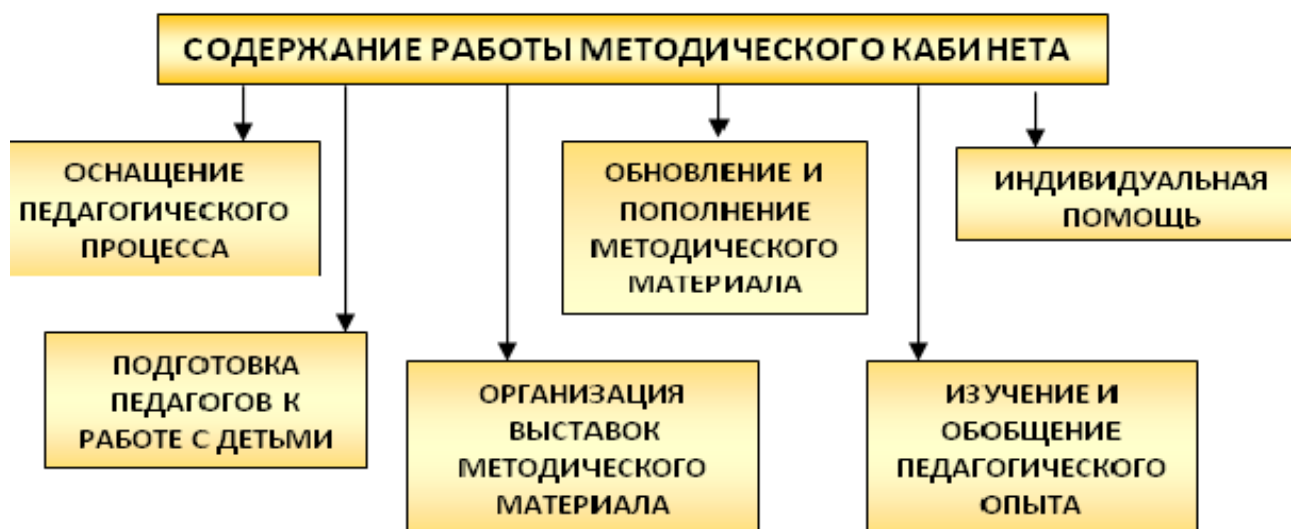 СОДЕРЖАНИЕ РАБОТЫ МЕТОДИЧЕСКОГО КАБИНЕТА
ОСНАЩЕНИЕ
ПЕДАГОГИЧЕСКОГО
ПРОЦЕССА
ОБНОВЛЕНИЕ И
ПОПОЛНЕНИЕ
МЕТОДИЧЕСКОГО
МАТЕРИАЛА
ИНДИВИДУАЛЬНАЯ
ПОМОЩЬ
ПОДГОТОВКА
ПЕДАГОГОВ К
РАБОТЕ С ДЕТЬМИ
ОРГАНИЗАЦИЯ
ВЫСТАВОК
МЕТОДИЧЕСКОГО
МАТЕРИАЛА
ИЗУЧЕНИЕ И
ОБОБЩЕНИЕ
ПЕДАГОГИЧЕСКОГО
ОПЫТА